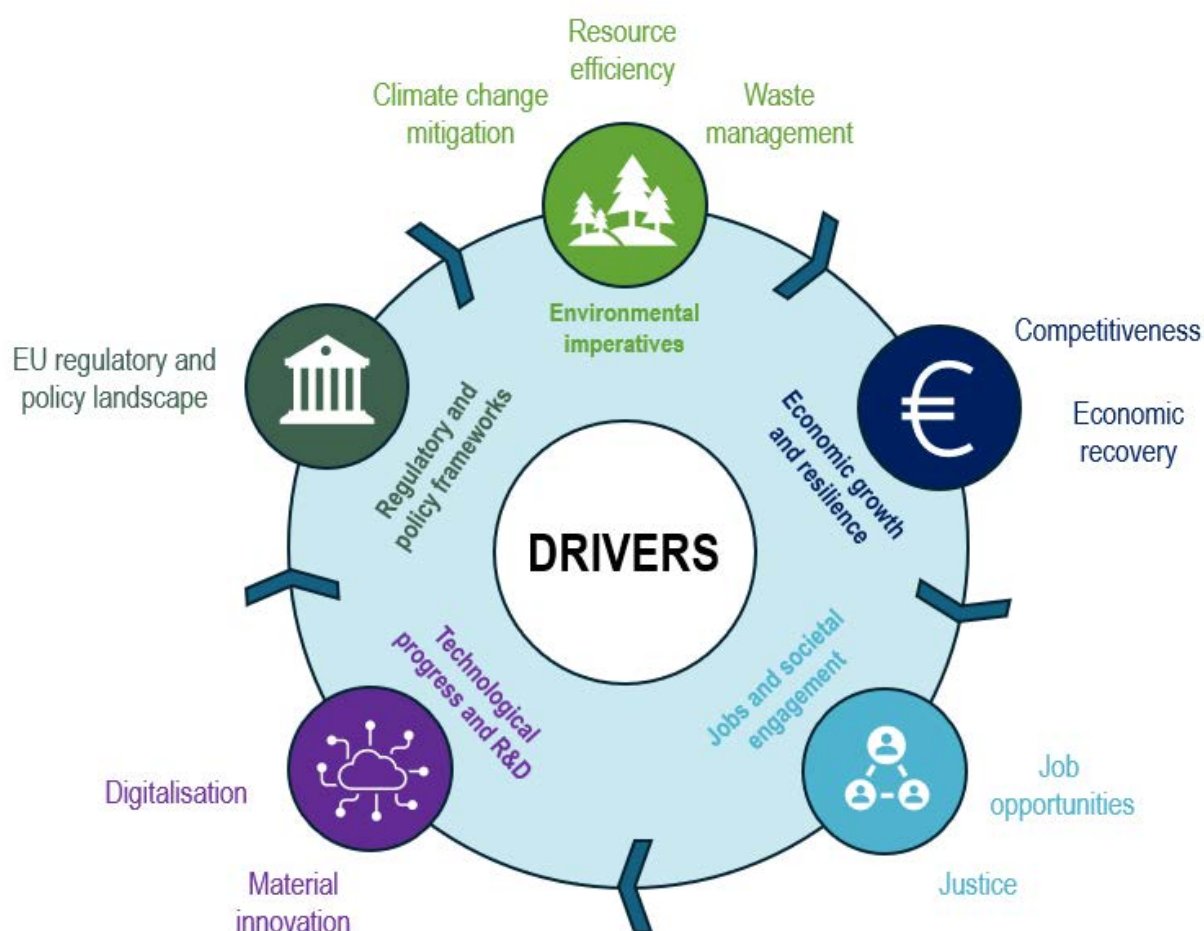 Resource
efficiency
Climate change
mitigation
Waste
management
Environmental
imperatives
Competitiveness
Economic
recovery
Economic growth
and resilience
EU regulatory and
policy landscape
Regulatory and
policy frameworks
DRIVERS
Technological
progress and R&D
Jobs and societal
engagement
Digitalisation
Material
innovation
Job
opportunities
Justice
€